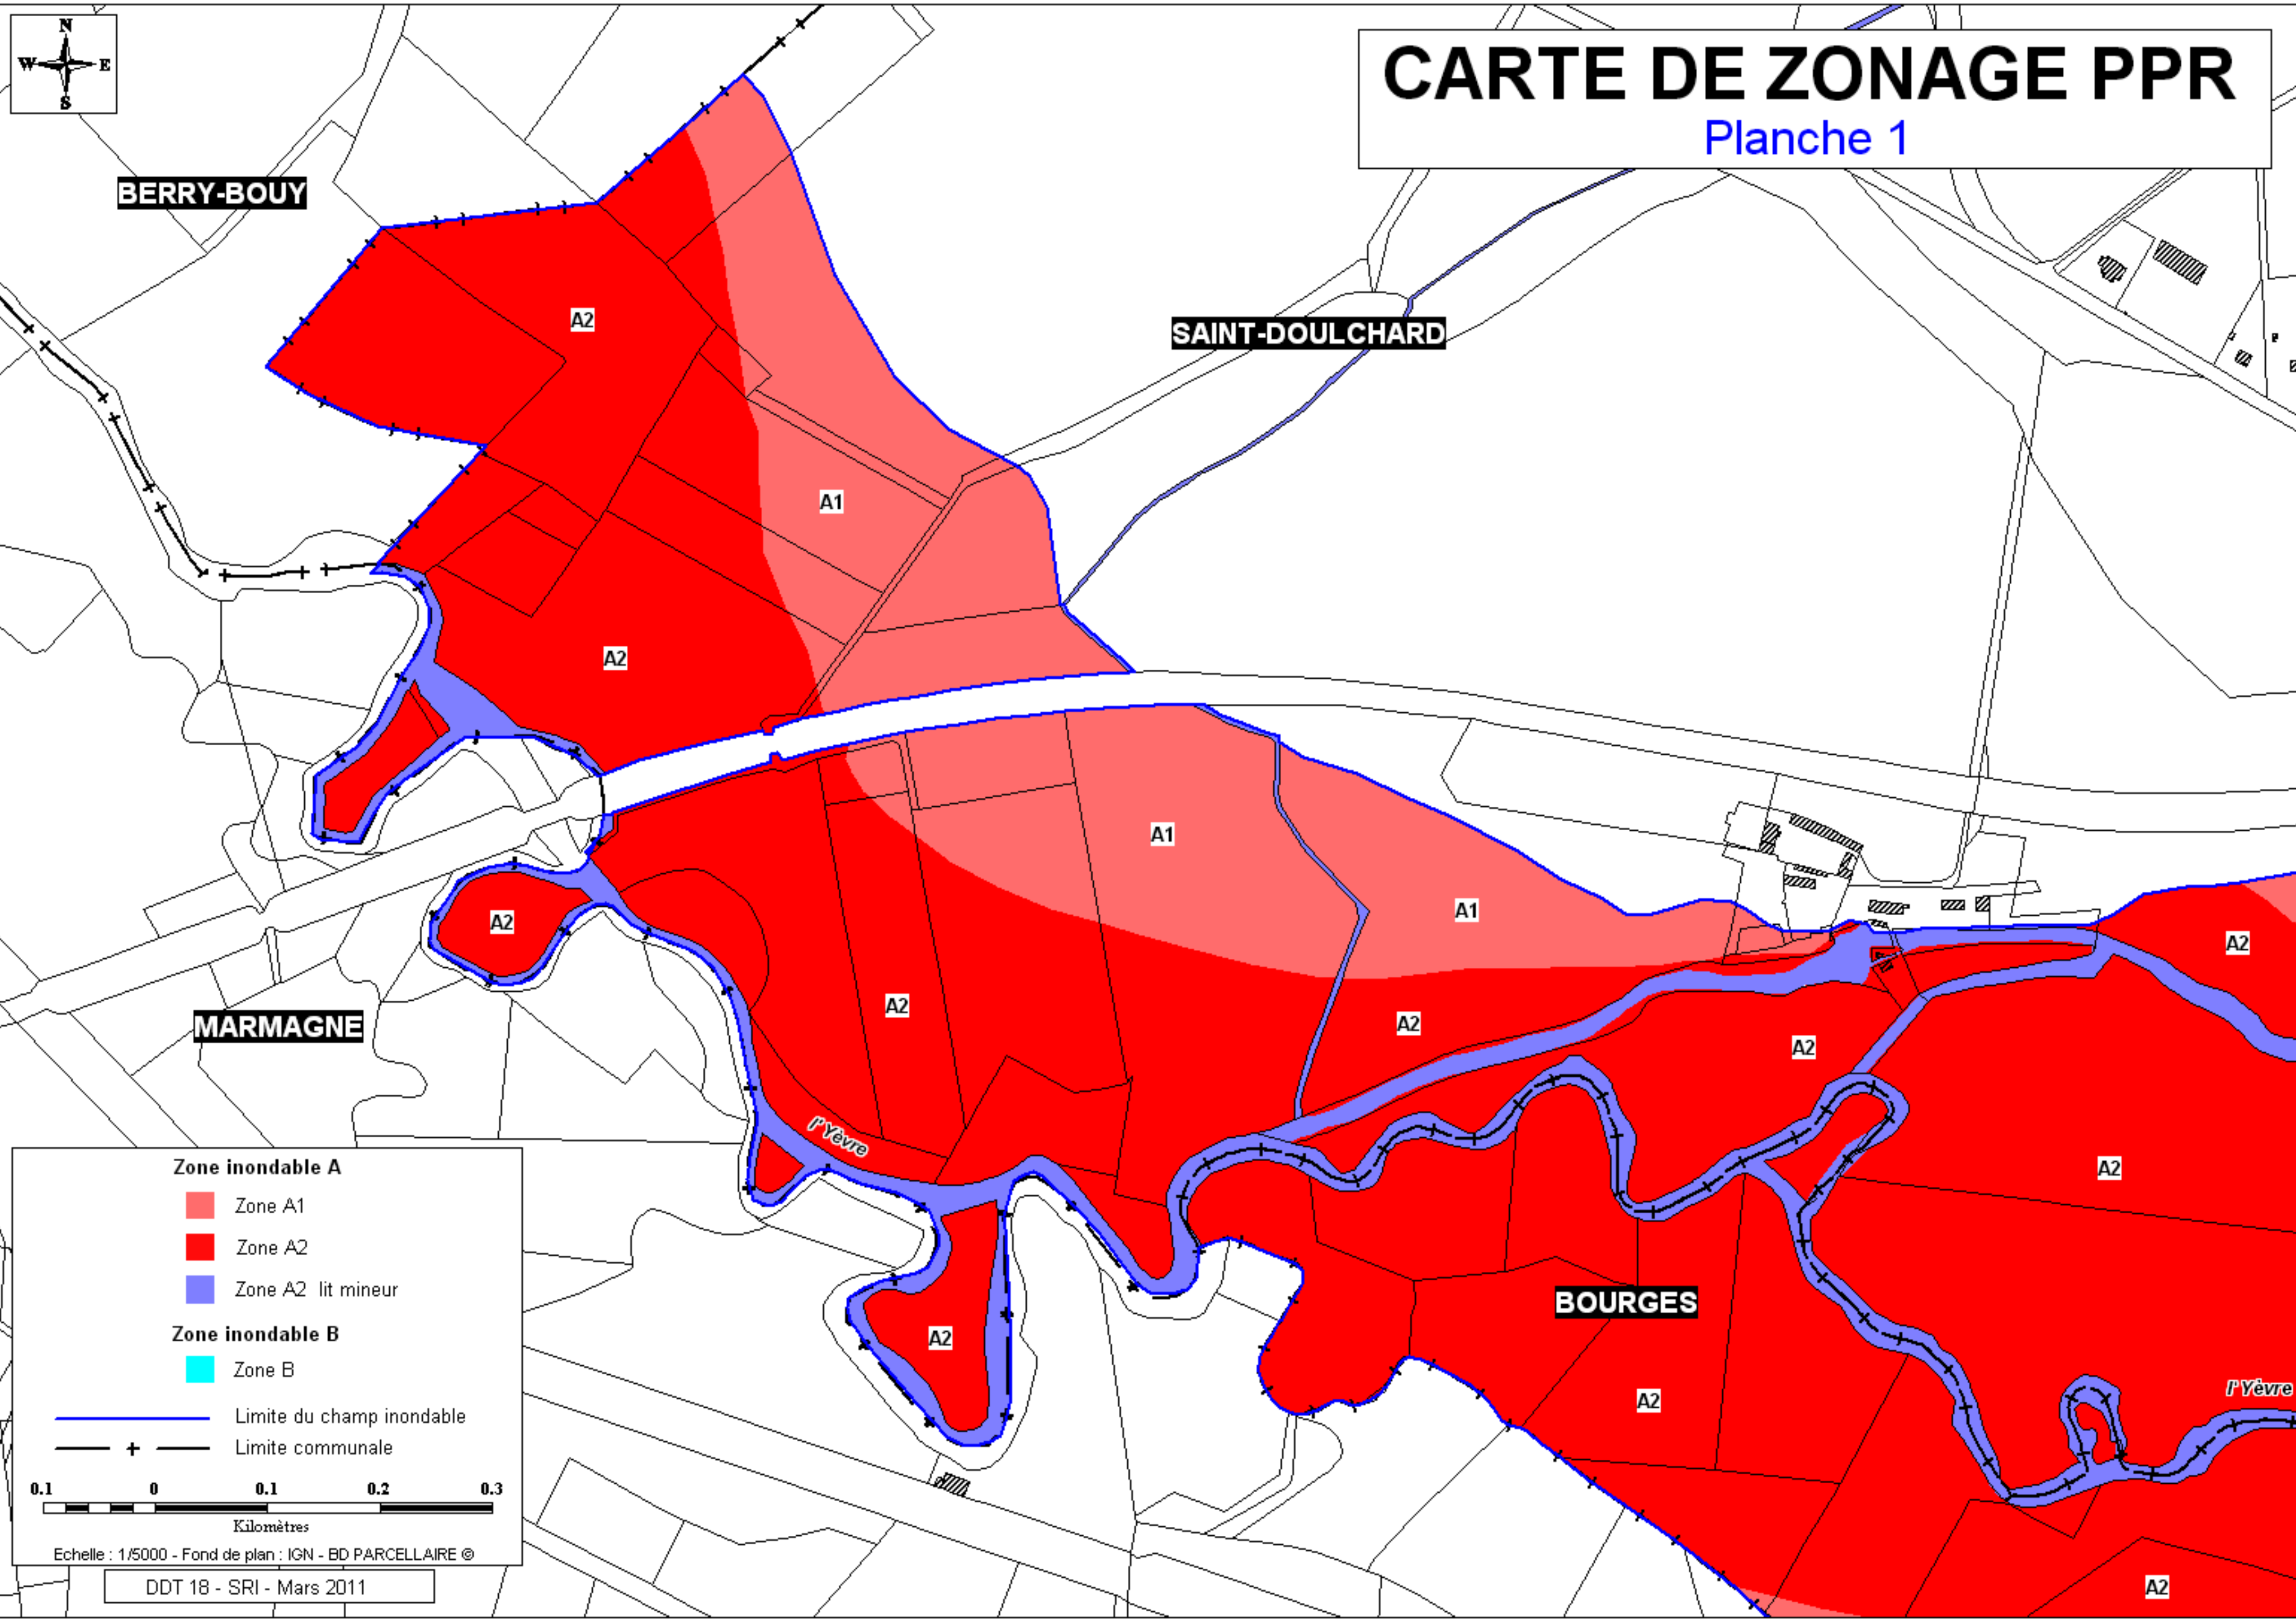 N
W E
S
CARTE DE ZONAGE PPR
Planche 1
BERRY-BOUY
A2
SAINT-DOULCHARD
A1
A2
A1
A1
A2
A2
A2
A2
MARMAGNE
A2
A2
l'Yèvre
A2
BOURGES
A2
A2
l'Yèvre
A2
Zone inondable A
Zone A1
Zone A2
Zone A2 lit mineur
Zone inondable B
Zone B
Limite du champ inondable
Limite communale
0.1 0 0.1 0.2 0.3
Kilomètres
Echelle : 1/5000 - Fond de plan : IGN - BD PARCELLAIRE ©
DDT 18 - SRI - Mars 2011